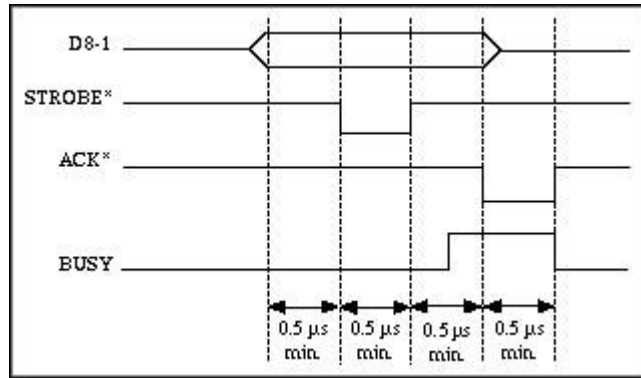 D8-1
STROBE*
ACK*
BUSY
0.5 µs 0.5 µs 0.5 µs 0.5 µs
min. min. min. min.